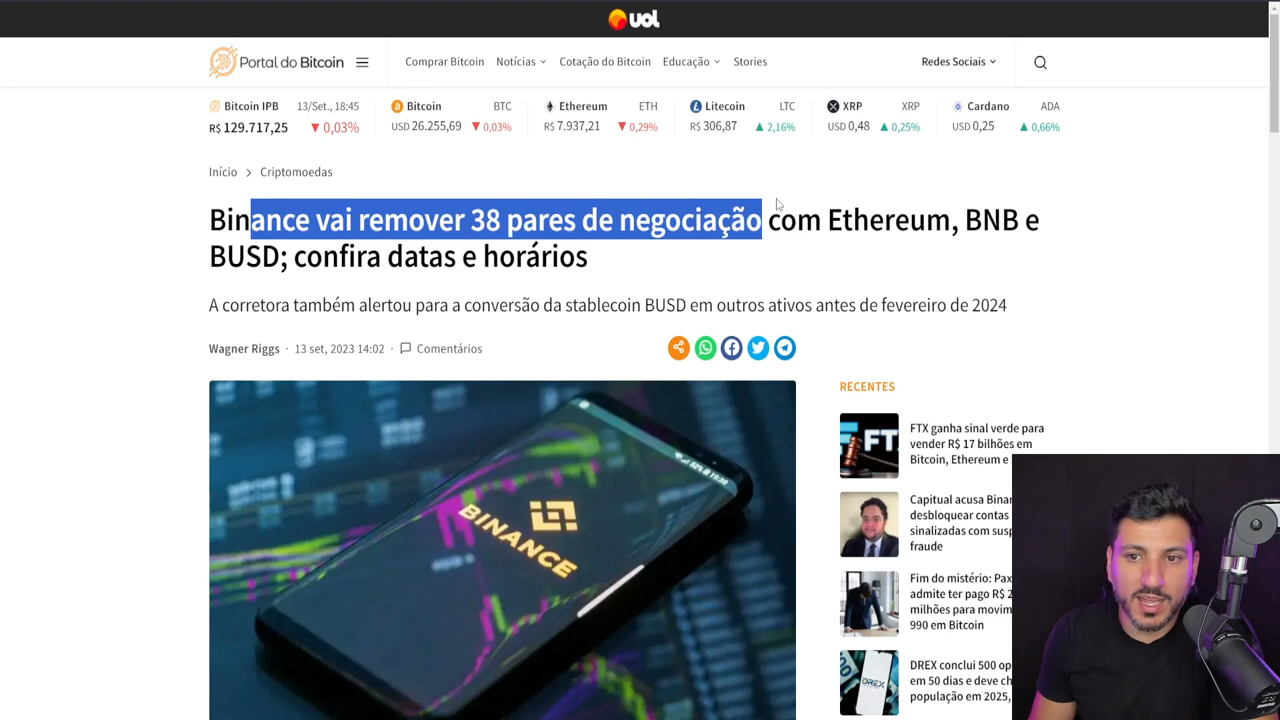 uol
Portal do Bitcoin
Comprar Bitcoin Notícias Cotação do Bitcoin Educação Stories Redes Sociais
Bitcoin IPB 13/Set., 18:45
R$ 129.717,25 ▼ 0,03%
Bitcoin BTC
USD 26.255,69 ▼ 0,03%
Ethereum ETH
R$ 7.937,21 ▼ 0,29%
Litecoin LTC
R$ 306,87 ▲ 2,16%
XRP XRP
USD 0,48 ▲ 0,25%
Cardano ADA
USD 0,25 ▲ 0,66%
Início > Criptomoedas
Binance vai remover 38 pares de negociação com Ethereum, BNB e
BUSD; confira datas e horários
A corretora também alertou para a conversão da stablecoin BUSD em outros ativos antes de fevereiro de 2024
Wagner Riggs · 13 set, 2023 14:02 · Comentários
BINANCE
RECENTES
FT
FTX ganha sinal verde para
vender R$ 17 bilhões em
Bitcoin, Ethereum e
Capitual acusa Binan
desbloquear contas
sinalizadas com susp
fraude
Fim do mistério: Pax
admite ter pago R$ 2
milhões para movim
990 em Bitcoin
DREX
DREX conclui 500 op
em 50 dias e deve ch
população em 2025,